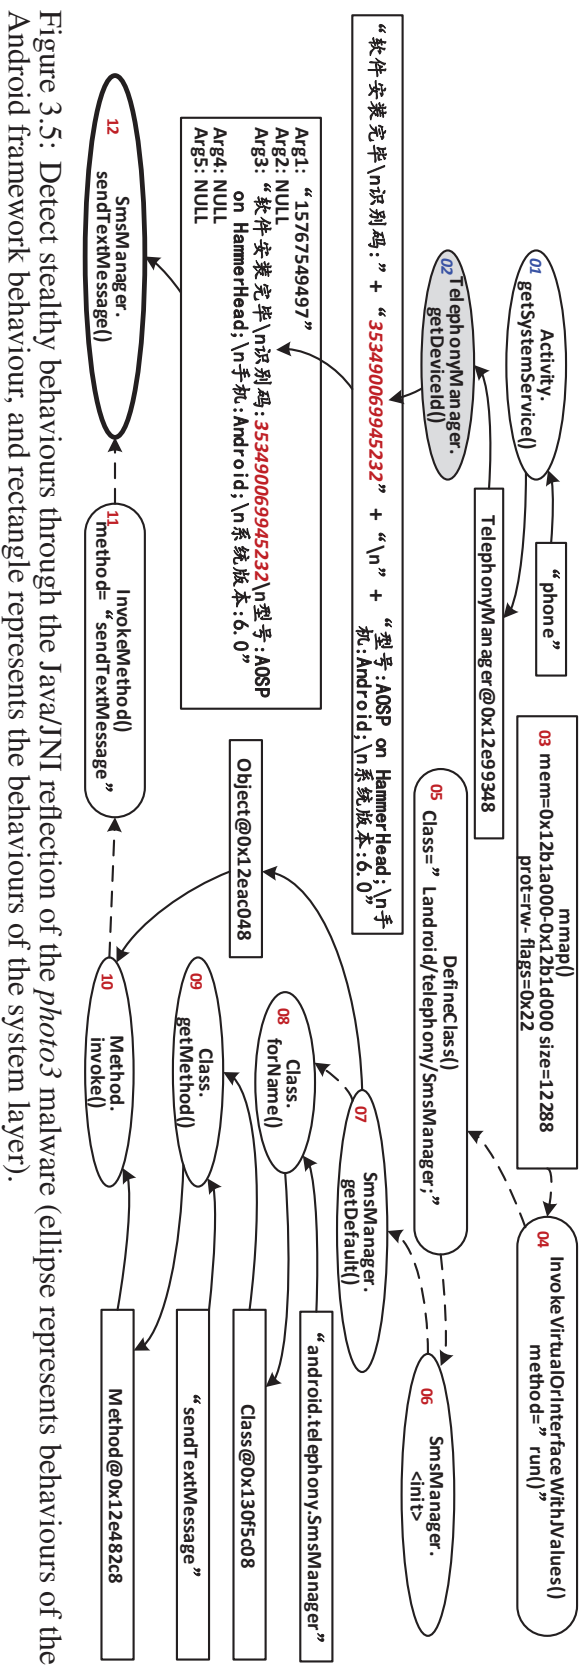 01
Activity.
getSystemService()
“phone”
TelephonyManager@0x12e99348
02
TelephonyManager.
getDeviceId()
“软件安装完毕\n识别码:” + “353490069945232” + “\n” + “型号:AOSP on HammerHead;\n手
机:Android;\n系统版本:6.0”
Arg1: “15767549497”
Arg2: NULL
Arg3: “软件安装完毕\n识别码:353490069945232\n型号:AOSP
on HammerHead;\n手机:Android;\n系统版本:6.0”
Arg4: NULL
Arg5: NULL
12
SmsManager.
sendTextMessage()
mmap()
03 mem=0x12b1a000-0x12b1d000 size=12288
prot=rw- flags=0x22
04 InvokeVirtualOrInterfaceWithJValues()
method=” run()”
DefineClass()
05 Class=” Landroid/telephony/SmsManager;”
06
SmsManager.
<init>
07
SmsManager.
getDefault()
08
Class.
forName()
“android.telephony.SmsManager”
Class@0x130f5c08
09
Class.
getMethod()
“sendTextMessage”
Method@0x12e482c8
Object@0x12eac048
10
Method.
invoke()
11 InvokeMethod()
method= “sendTextMessage”
Figure 3.5: Detect stealthy behaviours through the Java/JNI reflection of the photo3 malware (ellipse represents behaviours of the
Android framework behaviour, and rectangle represents the behaviours of the system layer).